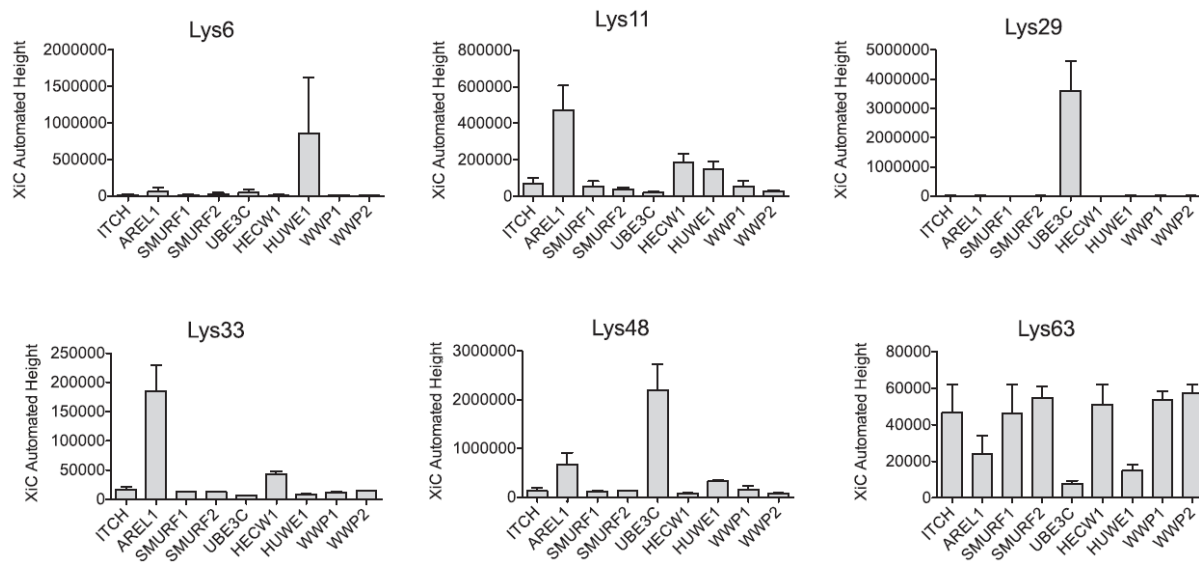 Lys6
XiC Automated Height
2000000
1500000
1000000
500000
0
ITCH
AREL1
SMURF1
SMURF2
UBE3C
HECW1
HUWE1
WWP1
WWP2
Lys11
XiC Automated Height
800000
600000
400000
200000
0
ITCH
AREL1
SMURF1
SMURF2
UBE3C
HECW1
HUWE1
WWP1
WWP2
Lys29
XiC Automated Height
5000000
4000000
3000000
2000000
1000000
0
ITCH
AREL1
SMURF1
SMURF2
UBE3C
HECW1
HUWE1
WWP1
WWP2
Lys33
XiC Automated Height
250000
200000
150000
100000
50000
0
ITCH
AREL1
SMURF1
SMURF2
UBE3C
HECW1
HUWE1
WWP1
WWP2
Lys48
XiC Automated Height
3000000
2000000
1000000
0
ITCH
AREL1
SMURF1
SMURF2
UBE3C
HECW1
HUWE1
WWP1
WWP2
Lys63
XiC Automated Height
80000
60000
40000
20000
0
ITCH
AREL1
SMURF1
SMURF2
UBE3C
HECW1
HUWE1
WWP1
WWP2